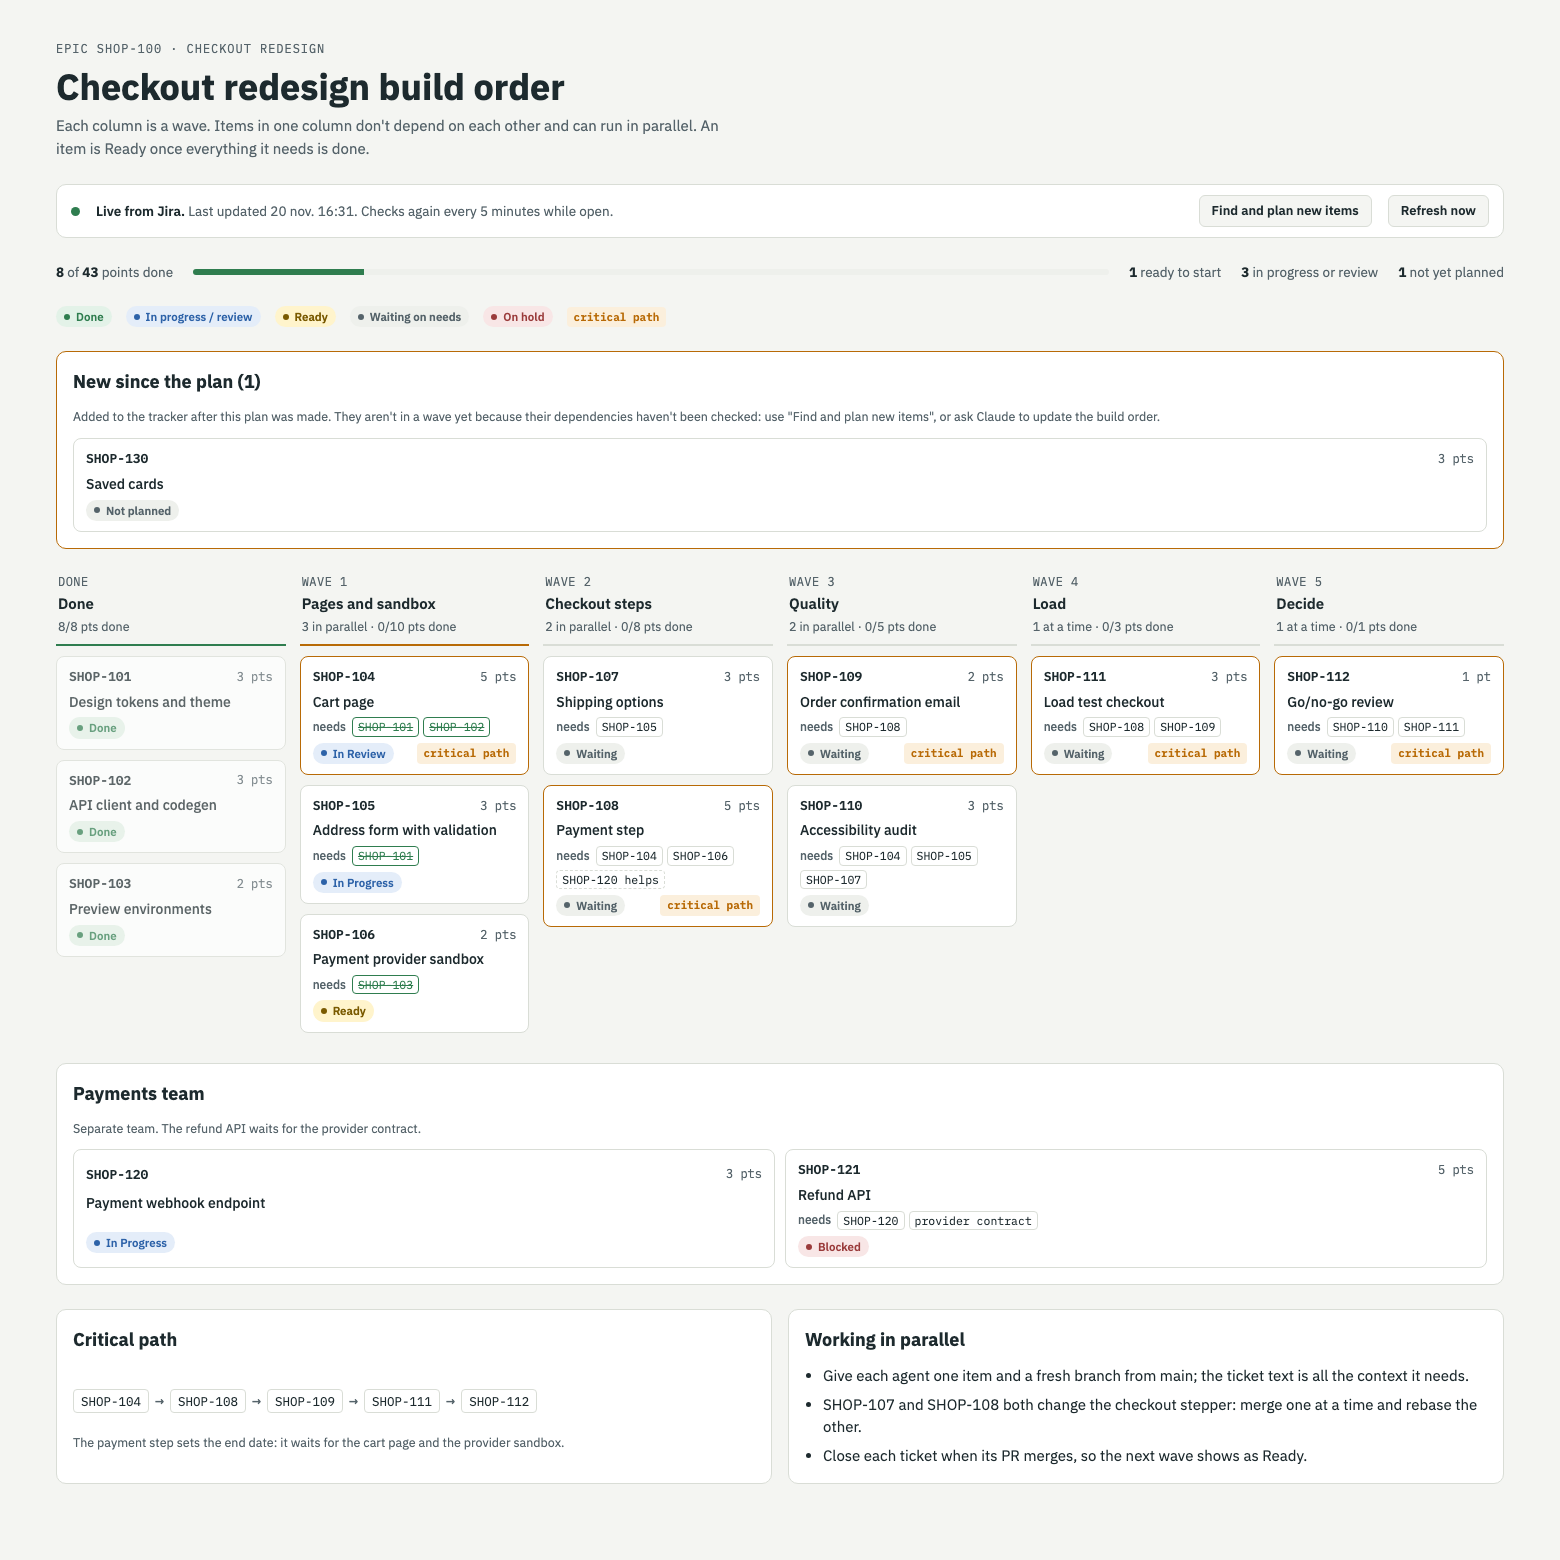 EPIC SHOP-100 · CHECKOUT REDESIGN
Checkout redesign build order
Each column is a wave. Items in one column don't depend on each other and can run in parallel. An
item is Ready once everything it needs is done.
Live from Jira. Last updated 20 nov. 16:31. Checks again every 5 minutes while open.
Find and plan new items
Refresh now
8 of 43 points done
1 ready to start
3 in progress or review
1 not yet planned
Done
In progress / review
Ready
Waiting on needs
On hold
critical path
New since the plan (1)
Added to the tracker after this plan was made. They aren't in a wave yet because their dependencies haven't been checked: use "Find and plan new items", or ask Claude to update the build order.
SHOP-130 3 pts
Saved cards
Not planned
DONE
Done
8/8 pts done
SHOP-101 3 pts
Design tokens and theme
Done
SHOP-102 3 pts
API client and codegen
Done
SHOP-103 2 pts
Preview environments
Done
WAVE 1
Pages and sandbox
3 in parallel · 0/10 pts done
SHOP-104 5 pts
Cart page
needs SHOP-101 SHOP-102
In Review critical path
SHOP-105 3 pts
Address form with validation
needs SHOP-101
In Progress
SHOP-106 2 pts
Payment provider sandbox
needs SHOP-103
Ready
WAVE 2
Checkout steps
2 in parallel · 0/8 pts done
SHOP-107 3 pts
Shipping options
needs SHOP-105
Waiting
SHOP-108 5 pts
Payment step
needs SHOP-104 SHOP-106
SHOP-120 helps
Waiting critical path
WAVE 3
Quality
2 in parallel · 0/5 pts done
SHOP-109 2 pts
Order confirmation email
needs SHOP-108
Waiting critical path
SHOP-110 3 pts
Accessibility audit
needs SHOP-104 SHOP-105
SHOP-107
Waiting
WAVE 4
Load
1 at a time · 0/3 pts done
SHOP-111 3 pts
Load test checkout
needs SHOP-108 SHOP-109
Waiting critical path
WAVE 5
Decide
1 at a time · 0/1 pts done
SHOP-112 1 pt
Go/no-go review
needs SHOP-110 SHOP-111
Waiting critical path
Payments team
Separate team. The refund API waits for the provider contract.
SHOP-120 3 pts
Payment webhook endpoint
In Progress
SHOP-121 5 pts
Refund API
needs SHOP-120 provider contract
Blocked
Critical path
SHOP-104 → SHOP-108 → SHOP-109 → SHOP-111 → SHOP-112
The payment step sets the end date: it waits for the cart page and the provider sandbox.
Working in parallel
• Give each agent one item and a fresh branch from main; the ticket text is all the context it needs.
• SHOP-107 and SHOP-108 both change the checkout stepper: merge one at a time and rebase the
other.
• Close each ticket when its PR merges, so the next wave shows as Ready.